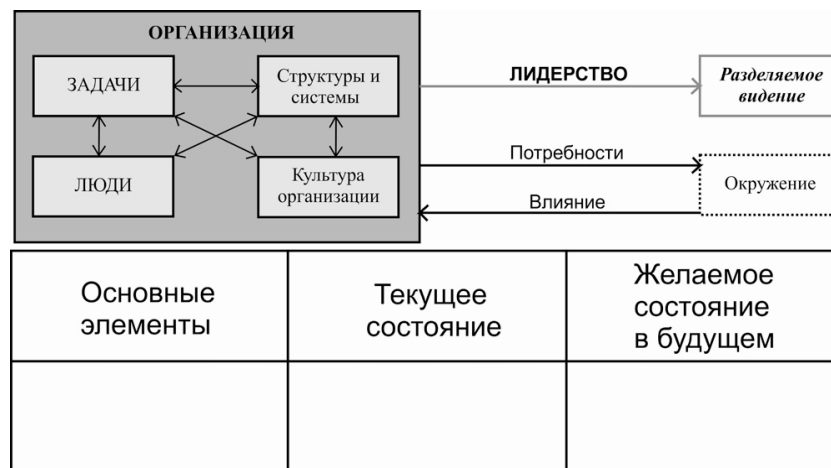 ОРГАНИЗАЦИЯ
ЗАДАЧИ
Структуры и
системы
ЛЮДИ
Культура
организации
ЛИДЕРСТВО
Разделяемое
видение
Потребности
Влияние
Окружение
Основные
элементы
Текущее
состояние
Желаемое
состояние
в будущем